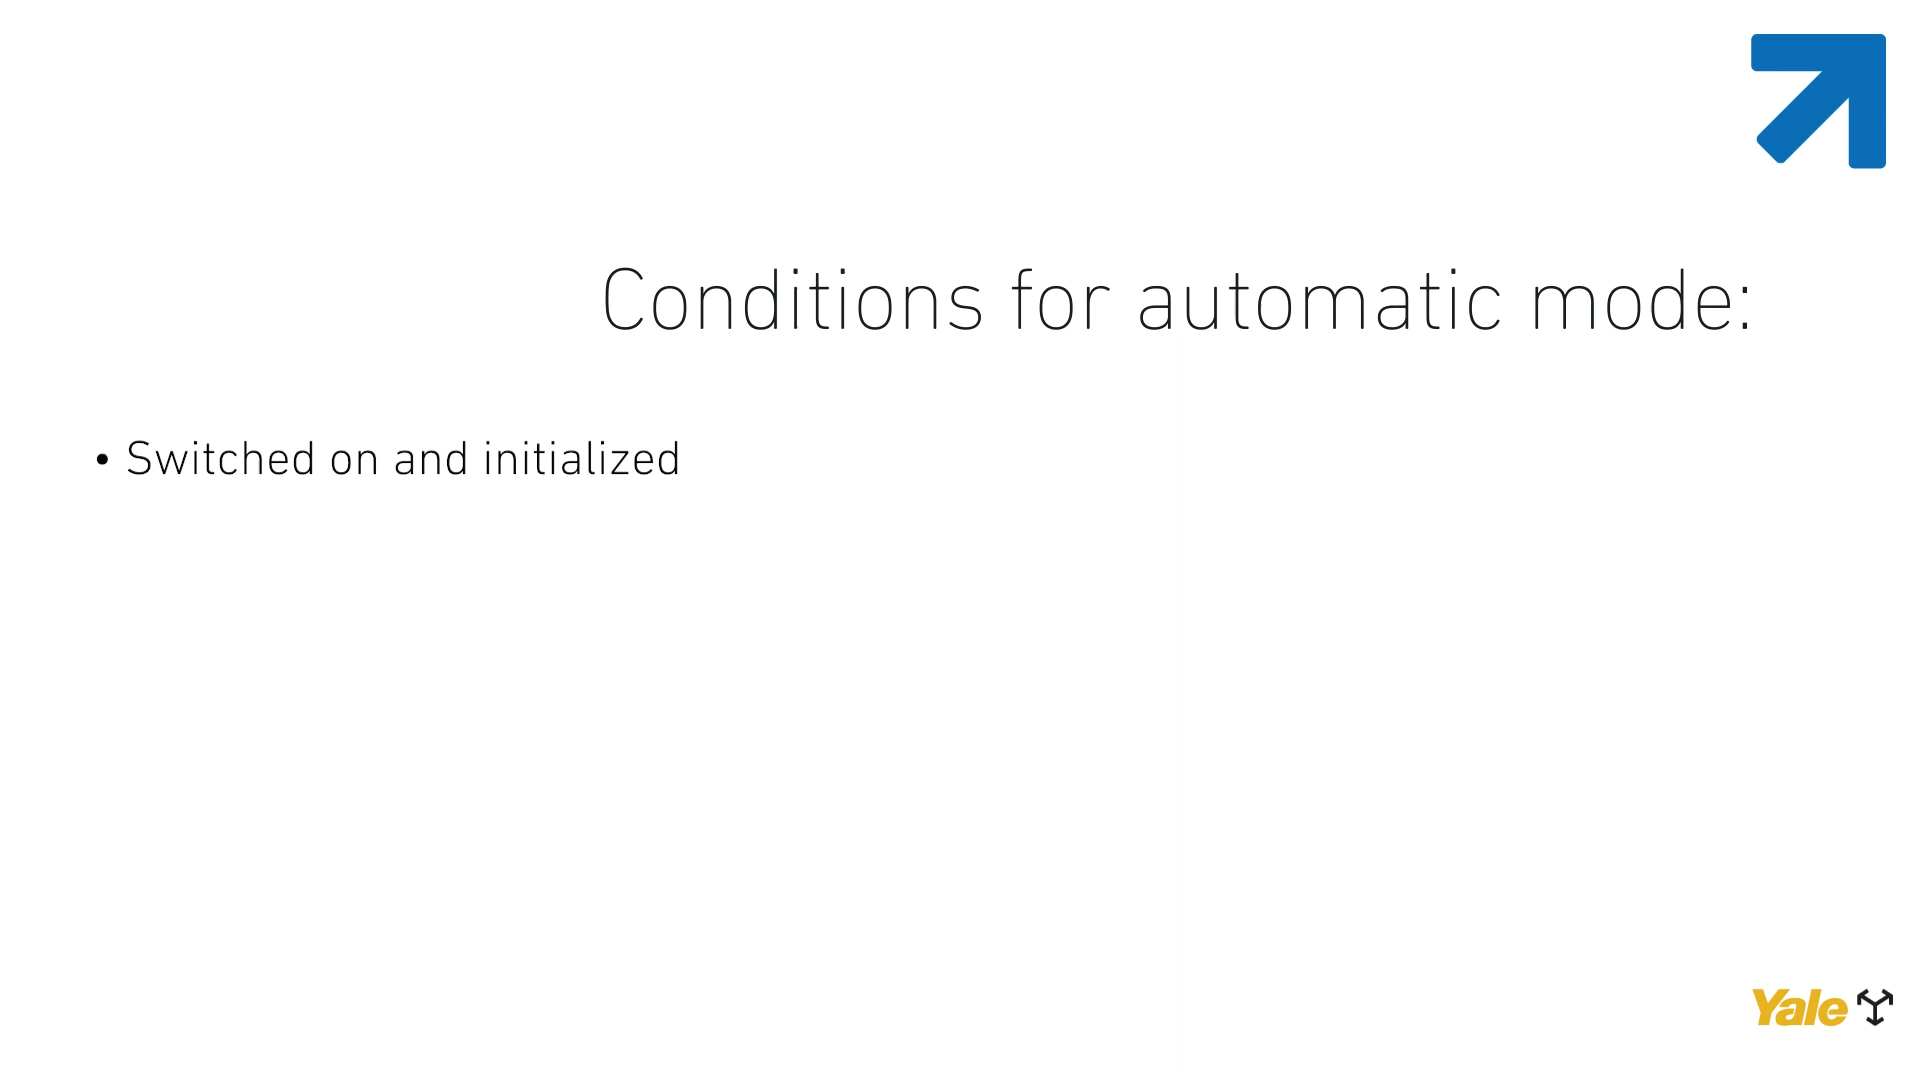 Conditions for automatic mode:
• Switched on and initialized
Yale